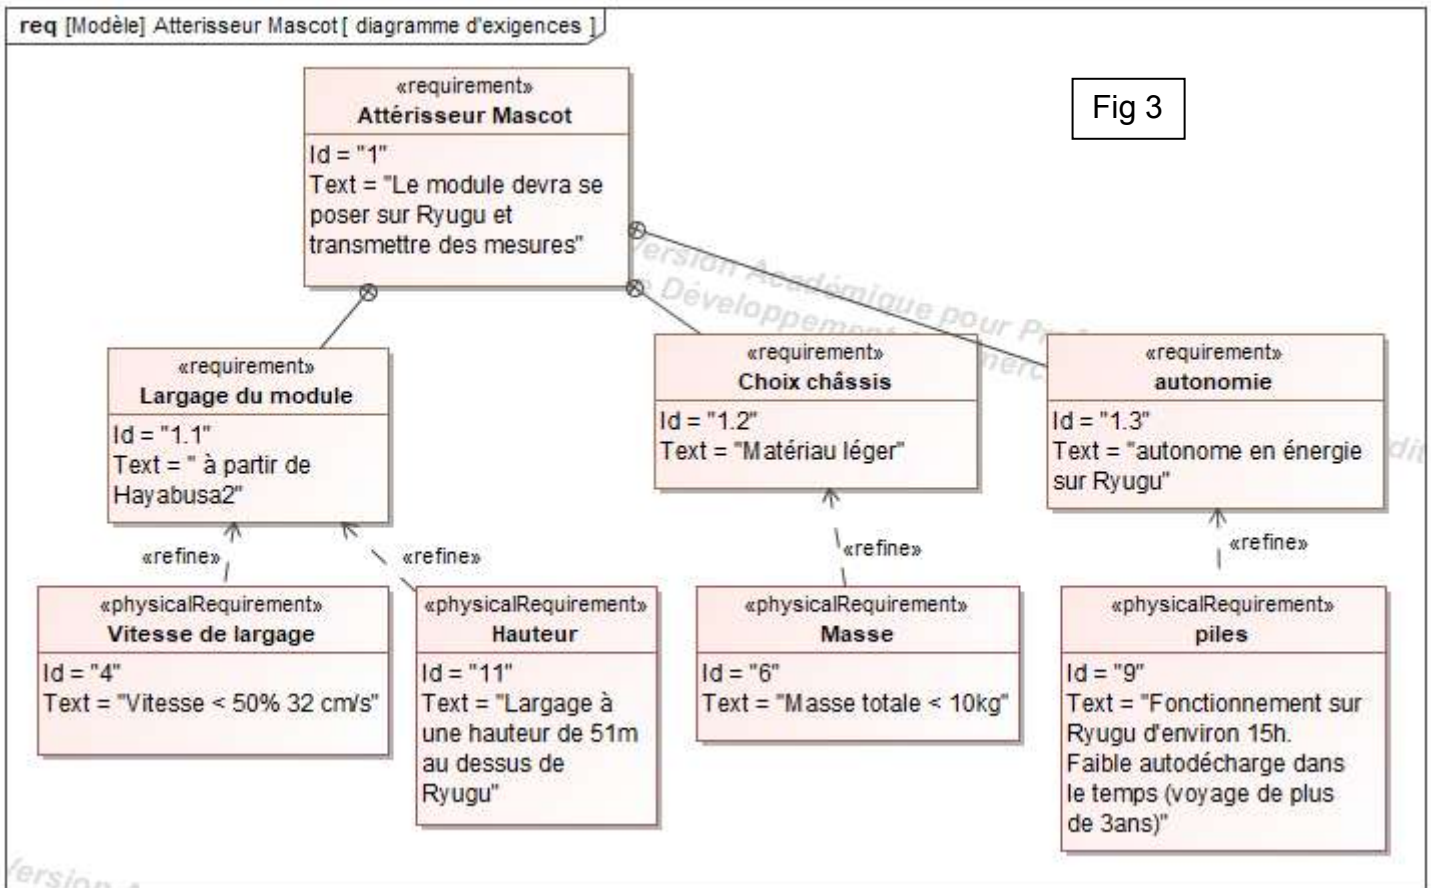 req [Modèle] Atterisseur Mascot [ diagramme d'exigences ]
Fig 3
«requirement»
Attérisseur Mascot
Id = "1"
Text = "Le module devra se
poser sur Ryugu et
transmettre des mesures"
«requirement»
Largage du module
Id = "1.1"
Text = " à partir de
Hayabusa2"
«requirement»
Choix châssis
Id = "1.2"
Text = "Matériau léger"
«requirement»
autonomie
Id = "1.3"
Text = "autonome en énergie
sur Ryugu"
«refine»
«refine»
«refine»
«refine»
«physicalRequirement»
Vitesse de largage
Id = "4"
Text = "Vitesse < 50% 32 cm/s"
«physicalRequirement»
Hauteur
Id = "11"
Text = "Largage à
une hauteur de 51m
au dessus de
Ryugu"
«physicalRequirement»
Masse
Id = "6"
Text = "Masse totale < 10kg"
«physicalRequirement»
piles
Id = "9"
Text = "Fonctionnement sur
Ryugu d'environ 15h.
Faible autodécharge dans
le temps (voyage de plus
de 3ans)"
Version Académique pour
Développement